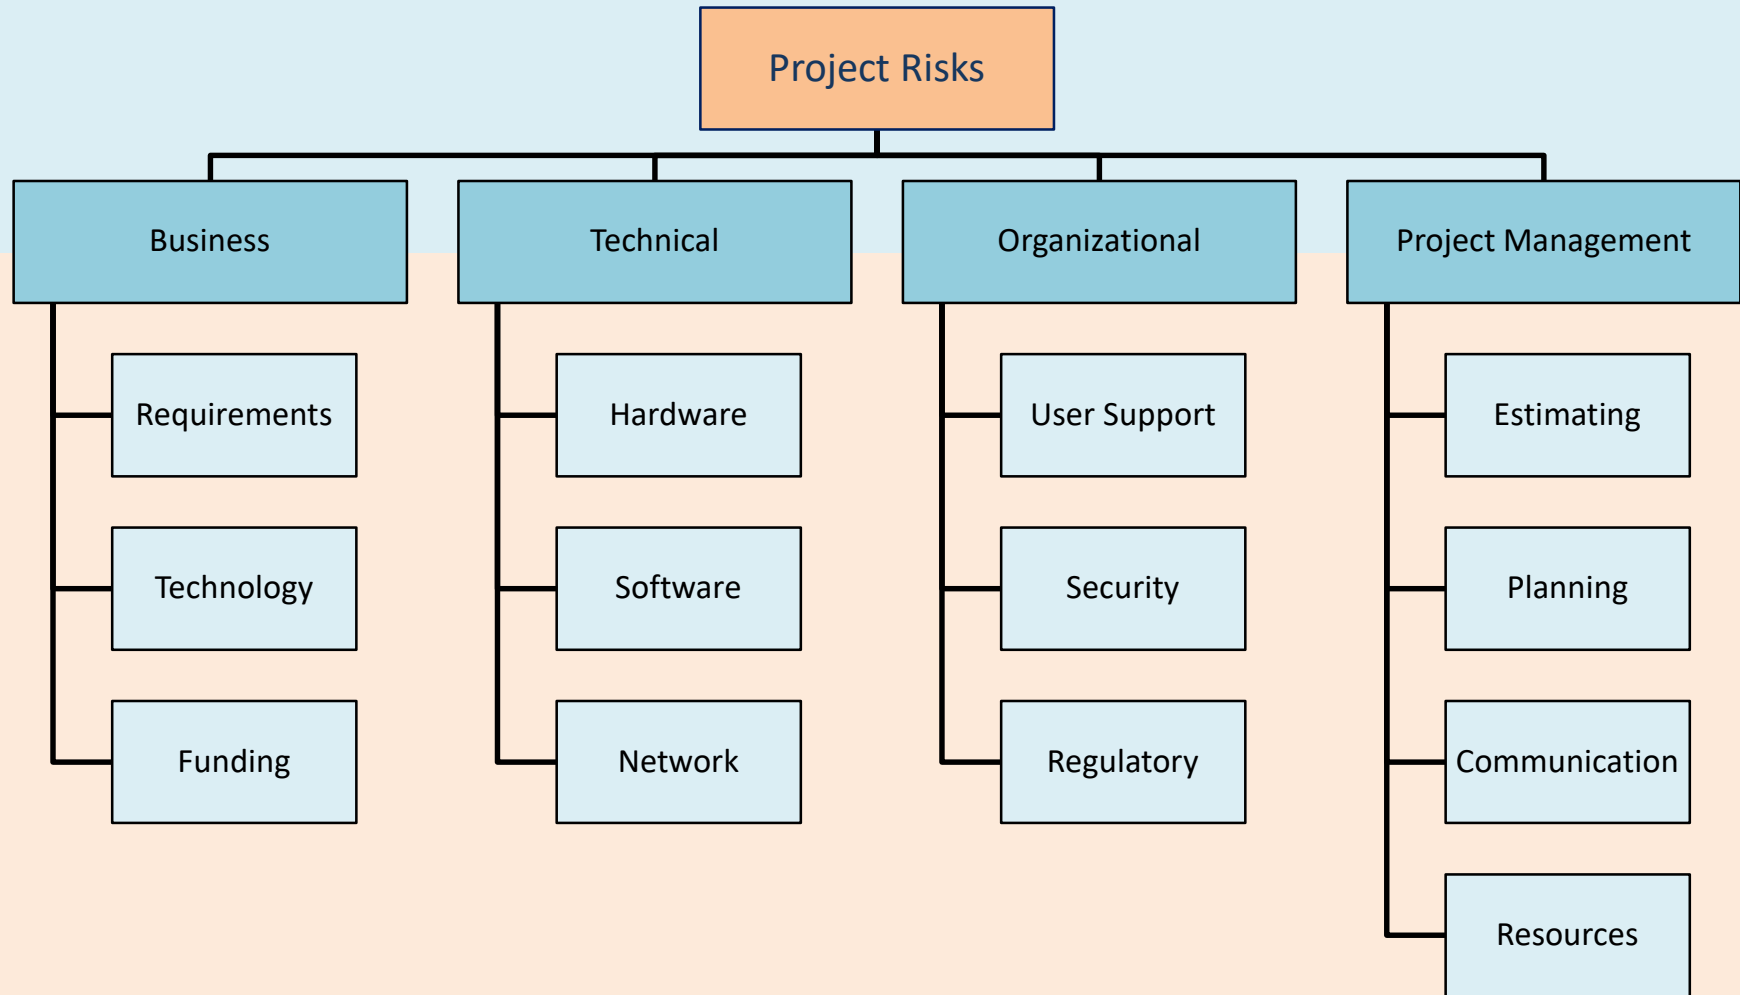 Project Risks
Business
Technical
Organizational
Project Management
Requirements
Hardware
User Support
Estimating
Technology
Software
Security
Planning
Funding
Network
Regulatory
Communication
Resources